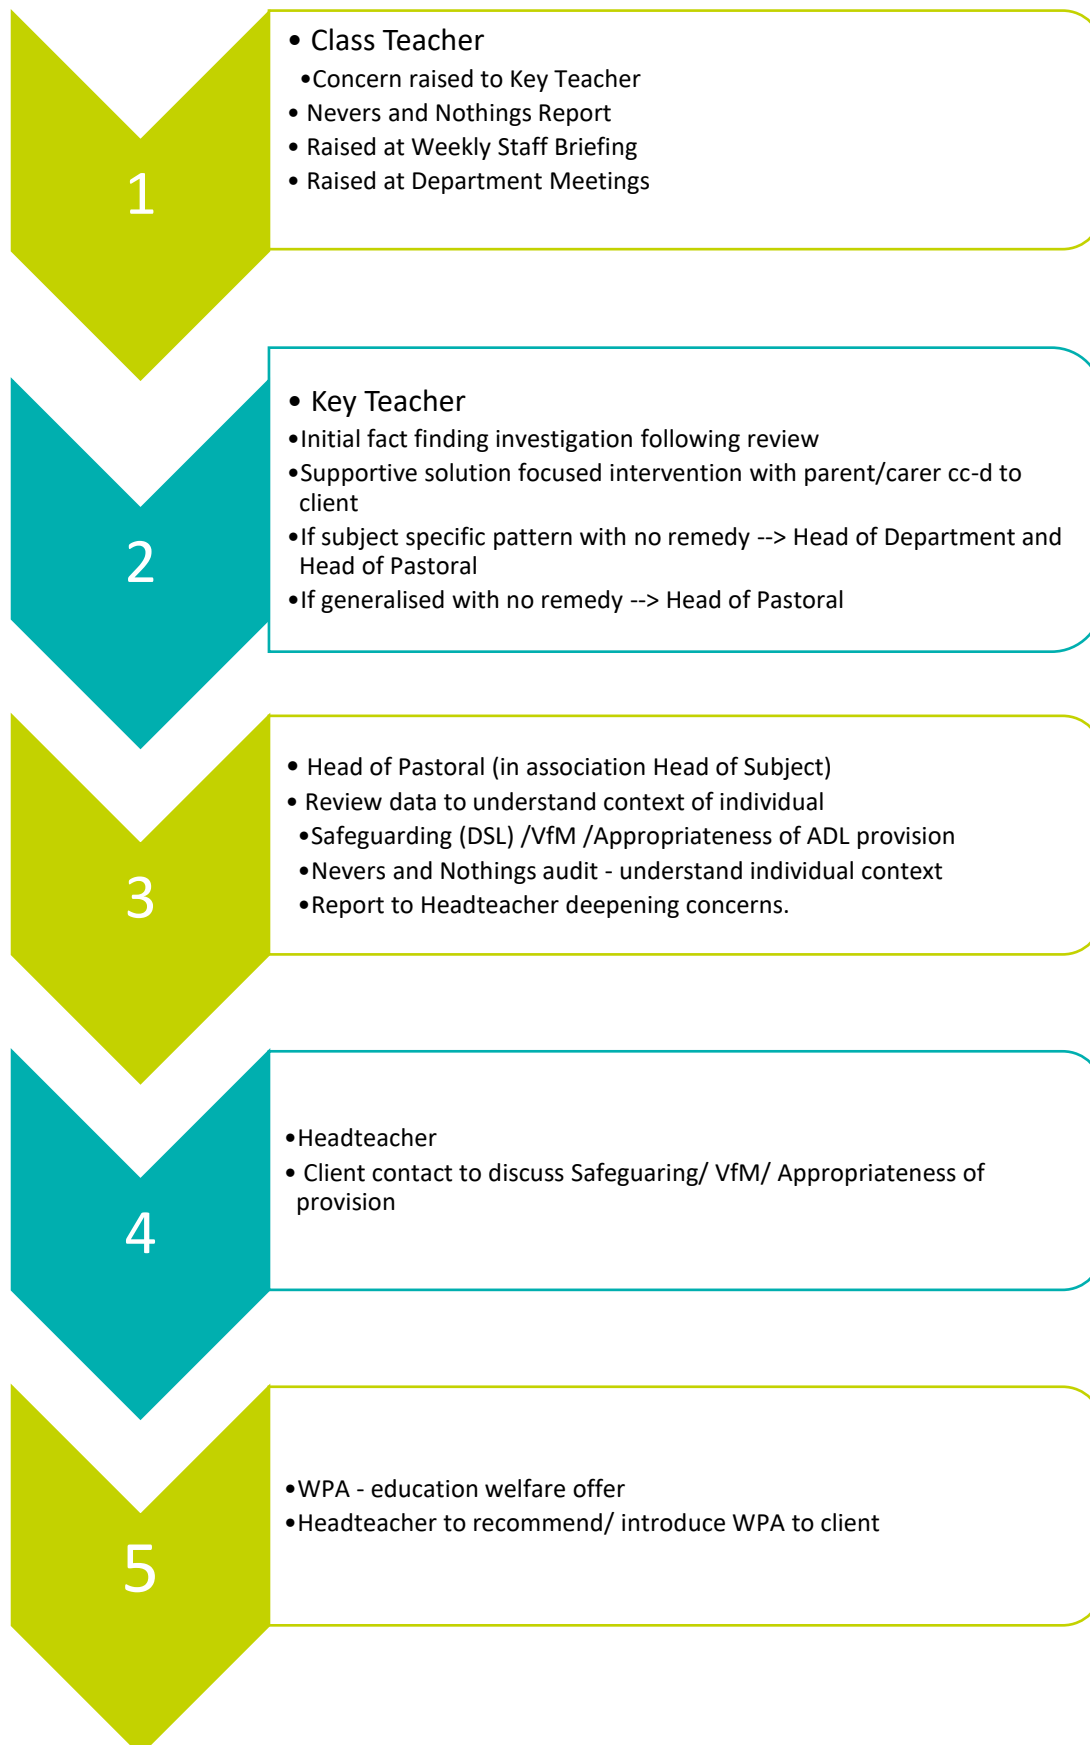 1
• Class Teacher
•Concern raised to Key Teacher
• Nevers and Nothings Report
• Raised at Weekly Staff Briefing
• Raised at Department Meetings
2
• Key Teacher
•Initial fact finding investigation following review
•Supportive solution focused intervention with parent/carer cc-d to
client
•If subject specific pattern with no remedy --> Head of Department and
Head of Pastoral
•If generalised with no remedy --> Head of Pastoral
3
• Head of Pastoral (in association Head of Subject)
• Review data to understand context of individual
•Safeguarding (DSL) /VfM /Appropriateness of ADL provision
•Nevers and Nothings audit - understand individual context
•Report to Headteacher deepening concerns.
4
•Headteacher
• Client contact to discuss Safeguaring/ VfM/ Appropriateness of
provision
5
•WPA - education welfare offer
•Headteacher to recommend/ introduce WPA to client